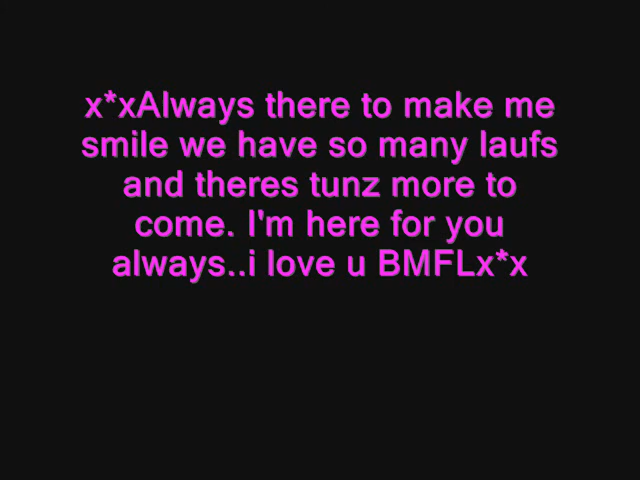 x*xAlways there to make me
smile we have so many laufs
and theres tunz more to
come. I'm here for you
always..i love u BMFLx*x